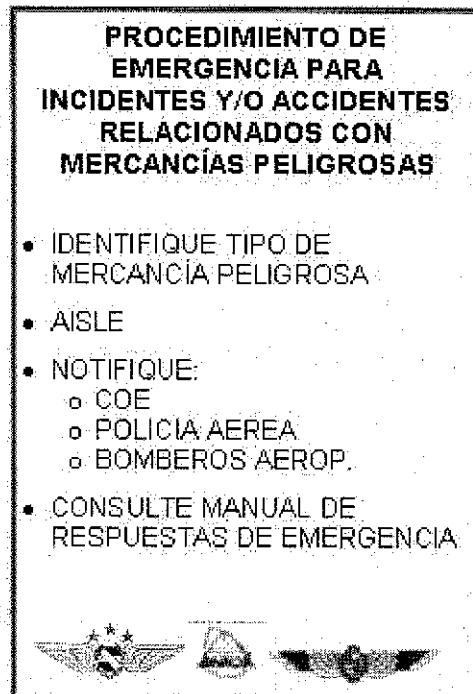 PROCEDIMIENTO DE
EMERGENCIA PARA
INCIDENTES Y/O ACCIDENTES
RELACIONADOS CON
MERCANCÍAS PELIGROSAS
• IDENTIFIQUE TIPO DE
MERCANCÍA PELIGROSA
• AISLE
• NOTIFIQUE:
o COE
o POLICIA AEREA
o BOMBEROS AEROP.
• CONSULTE MANUAL DE
RESPUESTAS DE EMERGENCIA